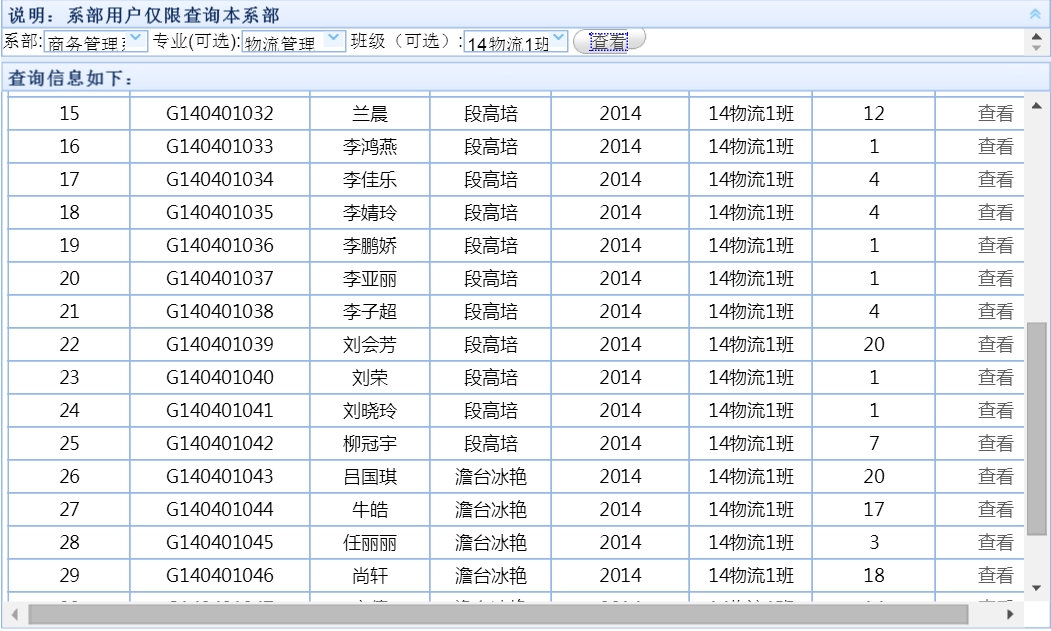 说明：系部用户仅限查询本系部
系部: 商务管理 专业(可选): 物流管理 班级（可选）: 14物流1班 查看
查询信息如下：
15 G140401032 兰晨 段高培 2014 14物流1班 12 查看
16 G140401033 李鸿燕 段高培 2014 14物流1班 1 查看
17 G140401034 李佳乐 段高培 2014 14物流1班 4 查看
18 G140401035 李婧玲 段高培 2014 14物流1班 4 查看
19 G140401036 李鹏娇 段高培 2014 14物流1班 1 查看
20 G140401037 李亚丽 段高培 2014 14物流1班 1 查看
21 G140401038 李子超 段高培 2014 14物流1班 4 查看
22 G140401039 刘会芳 段高培 2014 14物流1班 20 查看
23 G140401040 刘荣 段高培 2014 14物流1班 1 查看
24 G140401041 刘晓玲 段高培 2014 14物流1班 1 查看
25 G140401042 柳冠宇 段高培 2014 14物流1班 7 查看
26 G140401043 吕国琪 澹台冰艳 2014 14物流1班 20 查看
27 G140401044 牛皓 澹台冰艳 2014 14物流1班 17 查看
28 G140401045 任丽丽 澹台冰艳 2014 14物流1班 3 查看
29 G140401046 尚轩 澹台冰艳 2014 14物流1班 18 查看